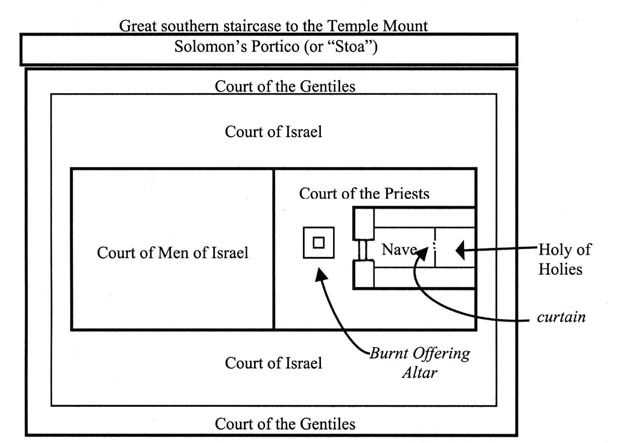 Great southern staircase to the Temple Mount
Solomon's Portico (or “Stoa”)
Court of the Gentiles
Court of Israel
Court of the Priests
Court of Men of Israel
Nave
Holy of
Holies
curtain
Burnt Offering
Altar
Court of Israel
Court of the Gentiles